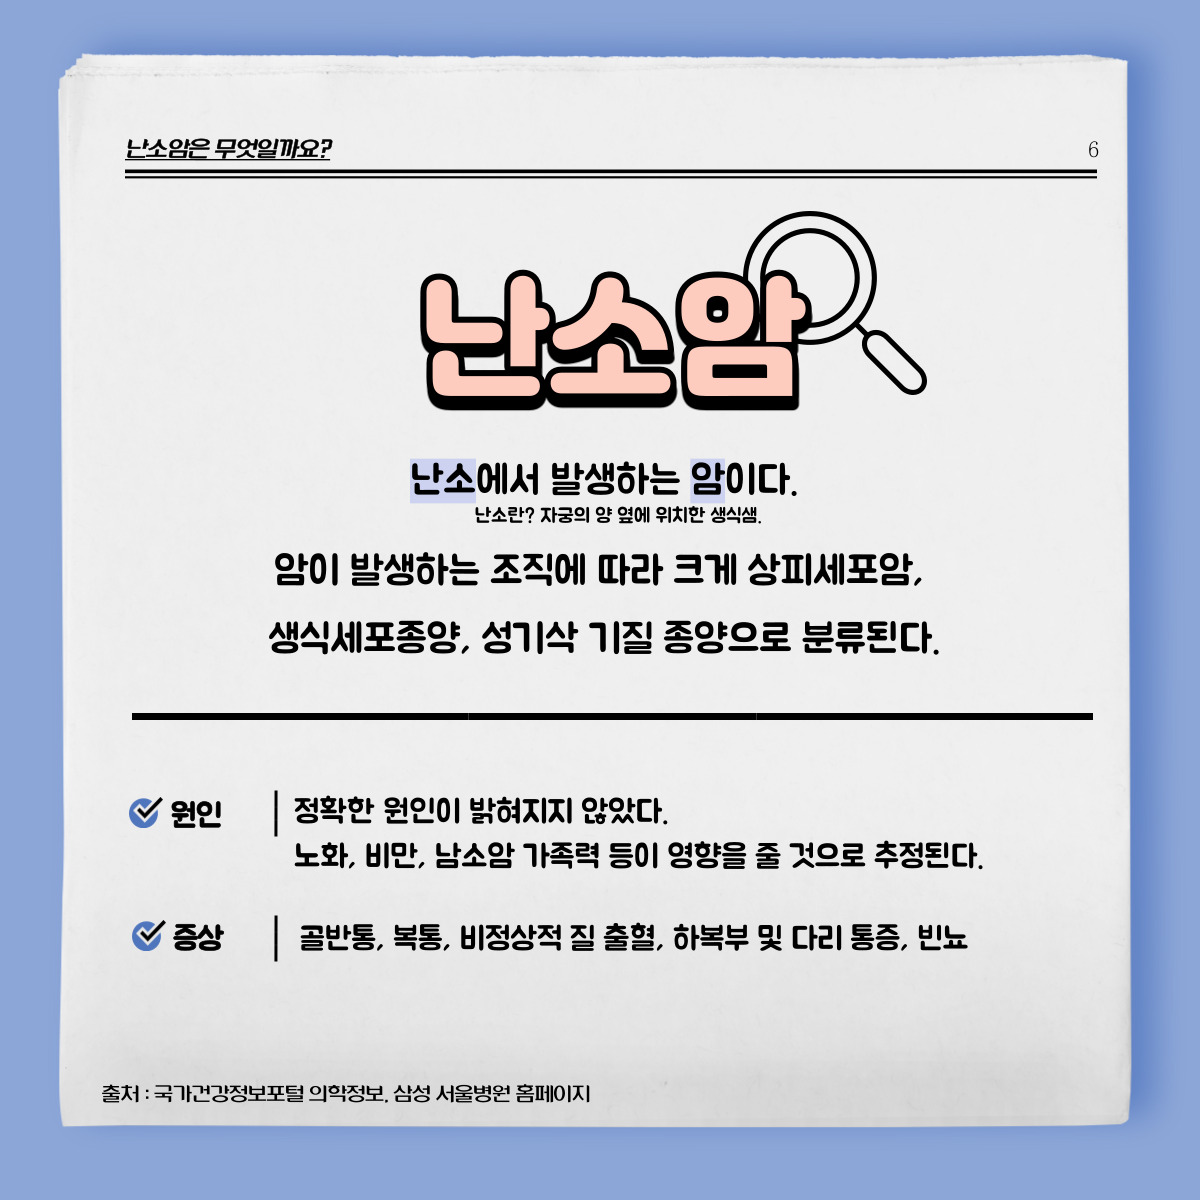 난소암은 무엇일까요?
6
난소암
난소에서 발생하는 암이다.
난소란? 자궁의 양 옆에 위치한 생식샘.
암이 발생하는 조직에 따라 크게 상피세포암,
생식세포종양, 성기삭 기질 종양으로 분류된다.
원인
정확한 원인이 밝혀지지 않았다.
노화, 비만, 남소암 가족력 등이 영향을 줄 것으로 추정된다.
증상
골반통, 복통, 비정상적 질 출혈, 하복부 및 다리 통증, 빈뇨
출처 : 국가건강정보포털 의학정보. 삼성 서울병원 홈페이지